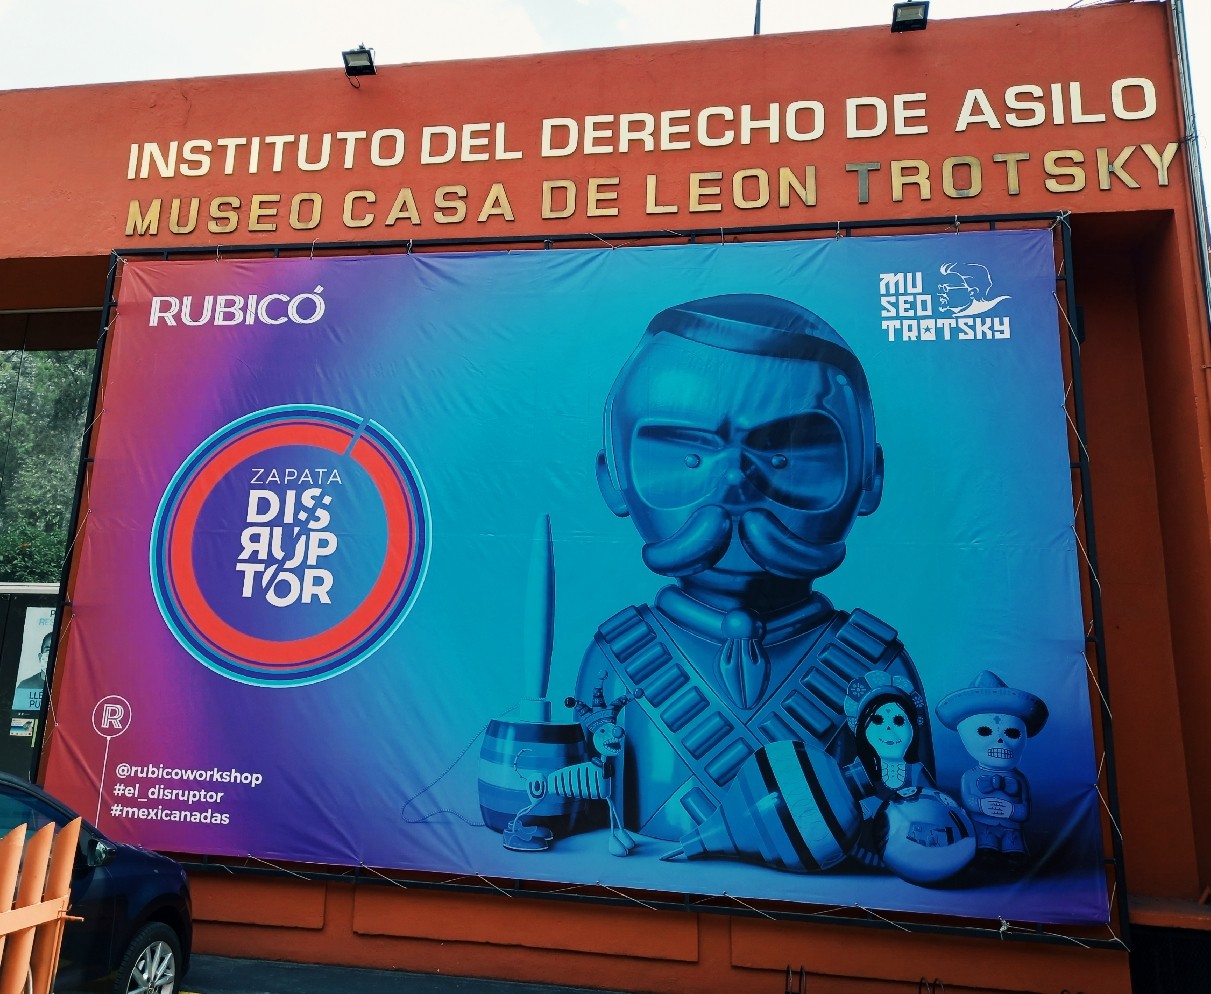 INSTITUTO DEL DERECHO DE ASILO
MUSEO CASA DE LEON TROTSKY
RUBICÓ
MU
SEO
TROTSKY
ZAPATA
DIS
RUP
TOR
R
@rubicoworkshop
#el_disruptor
#mexicanadas